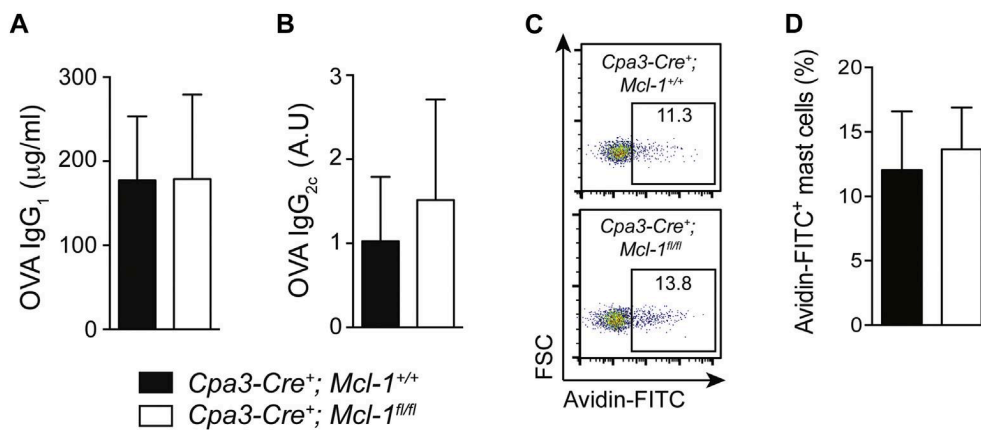 A
OVA IgG1 (µg/ml)
300
200
100
0
B
OVA IgG2c (A.U)
3
2
1
0
Cpa3-Cre+; Mcl-1+/+
Cpa3-Cre+; Mcl-1fl/fl
C
Cpa3-Cre+;
Mcl-1+/+
11.3
Cpa3-Cre+;
Mcl-1fl/fl
13.8
FSC
Avidin-FITC
D
Avidin-FITC+ mast cells (%)
20
15
10
5
0